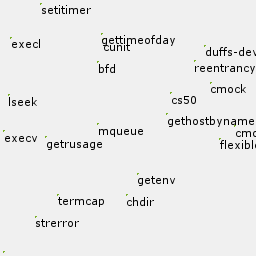 setitimer
gettimeofday
execl
cunit
duffs-dev
bfd
reentrancy
cmock
lseek
cs50
gethostbyname
mqueue
cmo
execv
getrusage
flexible
getenv
termcap
chdir
strerror